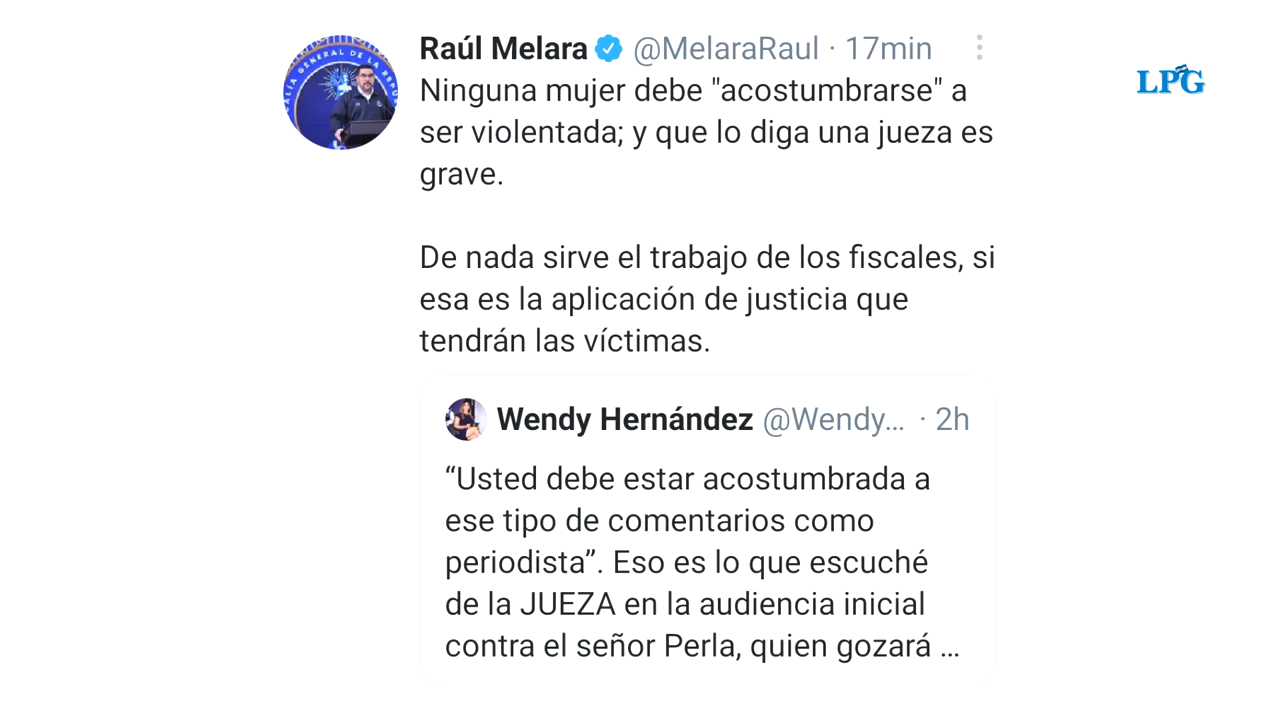 Raúl Melara @MelaraRaul · 17min
LPG
Ninguna mujer debe "acostumbrarse" a
ser violentada; y que lo diga una jueza es
grave.
De nada sirve el trabajo de los fiscales, si
esa es la aplicación de justicia que
tendrán las víctimas.
Wendy Hernández @Wendy... · 2h
“Usted debe estar acostumbrada a
ese tipo de comentarios como
periodista”. Eso es lo que escuché
de la JUEZA en la audiencia inicial
contra el señor Perla, quien gozará ...